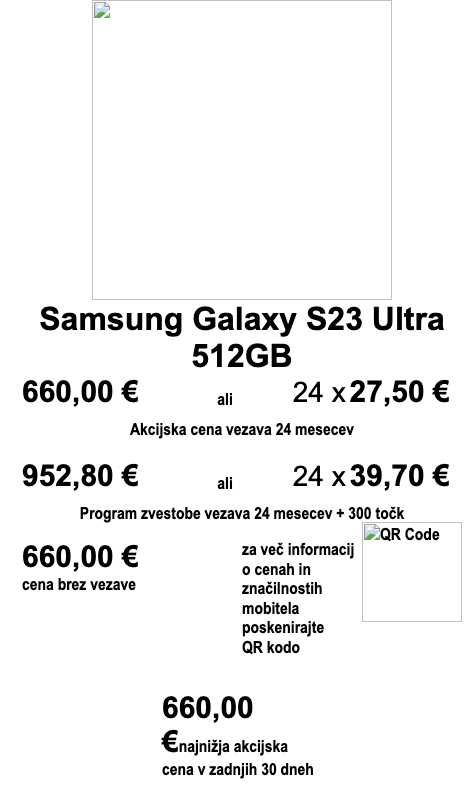 Samsung Galaxy S23 Ultra
512GB
660,00 € ali 24 x 27,50 €
Akcijska cena vezava 24 mesecev
952,80 € ali 24 x 39,70 €
Program zvestobe vezava 24 mesecev + 300 točk
660,00 €
cena brez vezave
za več informacij
o cenah in
značilnostih
mobitela
poskenirajte
QR kodo
QR Code
660,00
€najnižja akcijska
cena v zadnjih 30 dneh